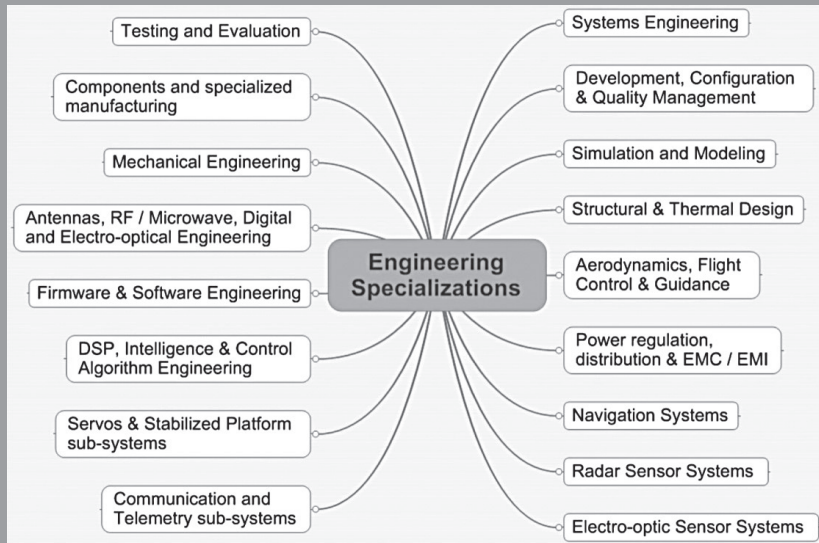 Testing and Evaluation
Components and specialized
manufacturing
Mechanical Engineering
Antennas, RF / Microwave, Digital
and Electro-optical Engineering
Firmware & Software Engineering
DSP, Intelligence & Control
Algorithm Engineering
Servos & Stabilized Platform
sub-systems
Communication and
Telemetry sub-systems
Engineering
Specializations
Systems Engineering
Development, Configuration
& Quality Management
Simulation and Modeling
Structural & Thermal Design
Aerodynamics, Flight
Control & Guidance
Power regulation,
distribution & EMC / EMI
Navigation Systems
Radar Sensor Systems
Electro-optic Sensor Systems